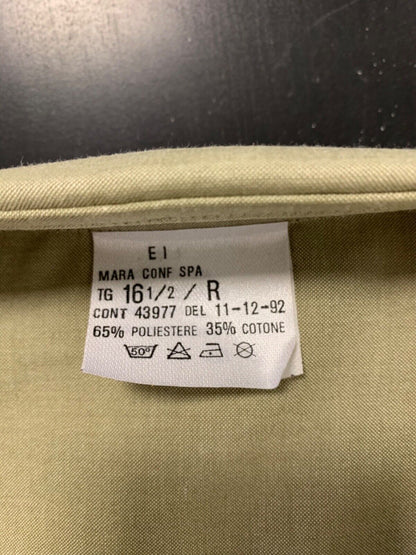 E I
MARA CONF SPA
TG 16 1/2 / R
CONT 43977 DEL 11-12-92
65% POLIESTERE 35% COTONE
50°